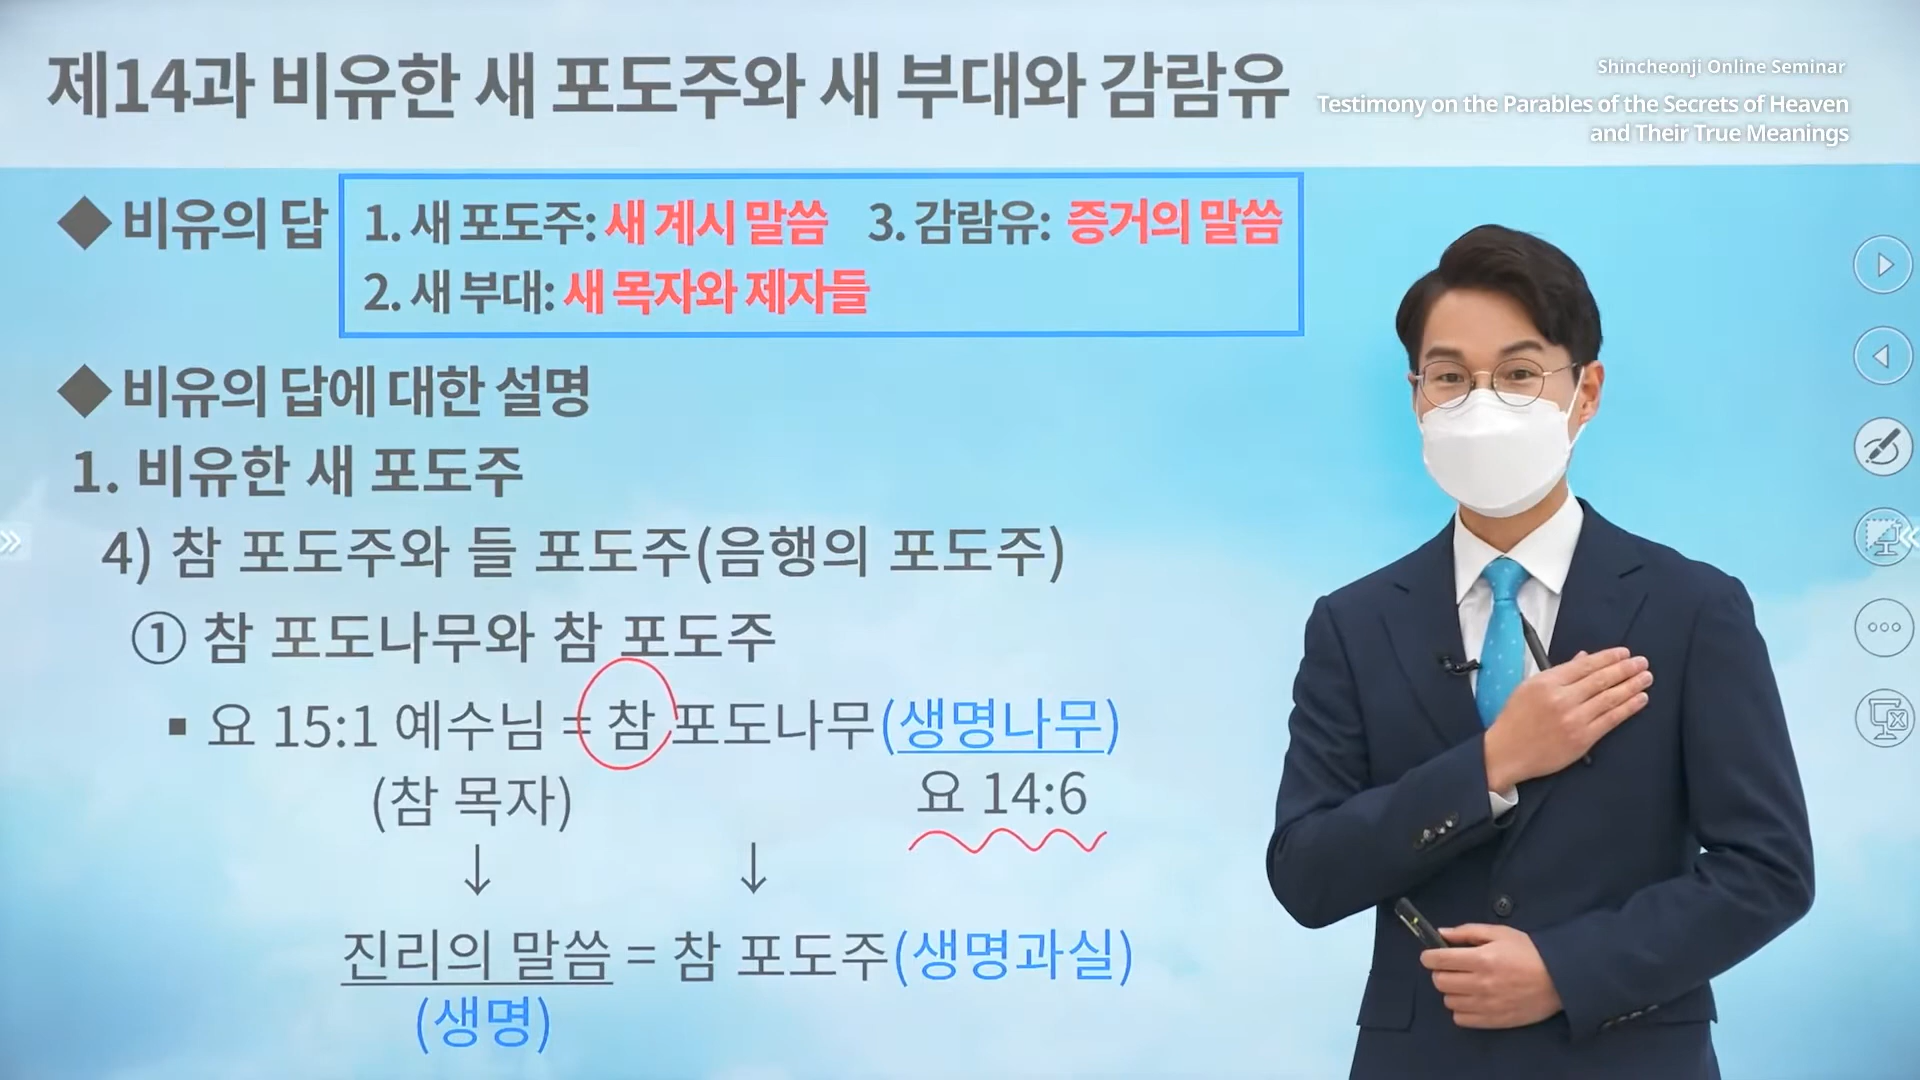 제14과 비유한 새 포도주와 새 부대와 감람유
Shincheonji Online Seminar
Testimony on the Parables of the Secrets of Heaven
and Their True Meanings
◆ 비유의 답
1. 새 포도주: 새 계시 말씀 3. 감람유: 증거의 말씀
2. 새 부대: 새 목자와 제자들
◆ 비유의 답에 대한 설명
1. 비유한 새 포도주
4) 참 포도주와 들 포도주(음행의 포도주)
① 참 포도나무와 참 포도주
▪ 요 15:1 예수님 = 참 포도나무(생명나무)
(참 목자) 요 14:6
↓ ↓
진리의 말씀 = 참 포도주(생명과실)
(생명)